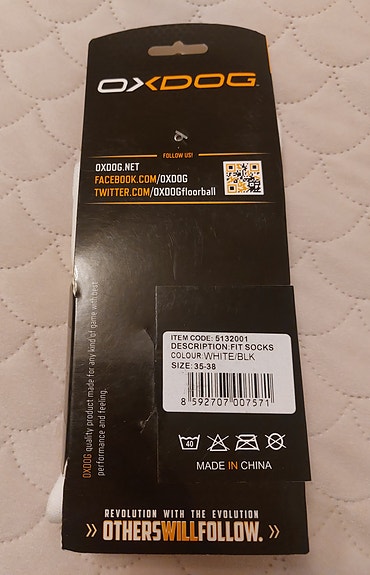 OXDOG
FOLLOW US!
OXDOG.NET
FACEBOOK.COM/OXDOG
TWITTER.COM/OXDOGfloorball
OXDOG quality product made for any kind of game with best
performance and feeling.
ITEM CODE: 5132001
DESCRIPTION:FIT SOCKS
COLOUR:WHITE/BLK
SIZE: 35-38
8 592707 007571
40
MADE IN CHINA
REVOLUTION WITH THE EVOLUTION
»OTHERSWILLFOLLOW.»